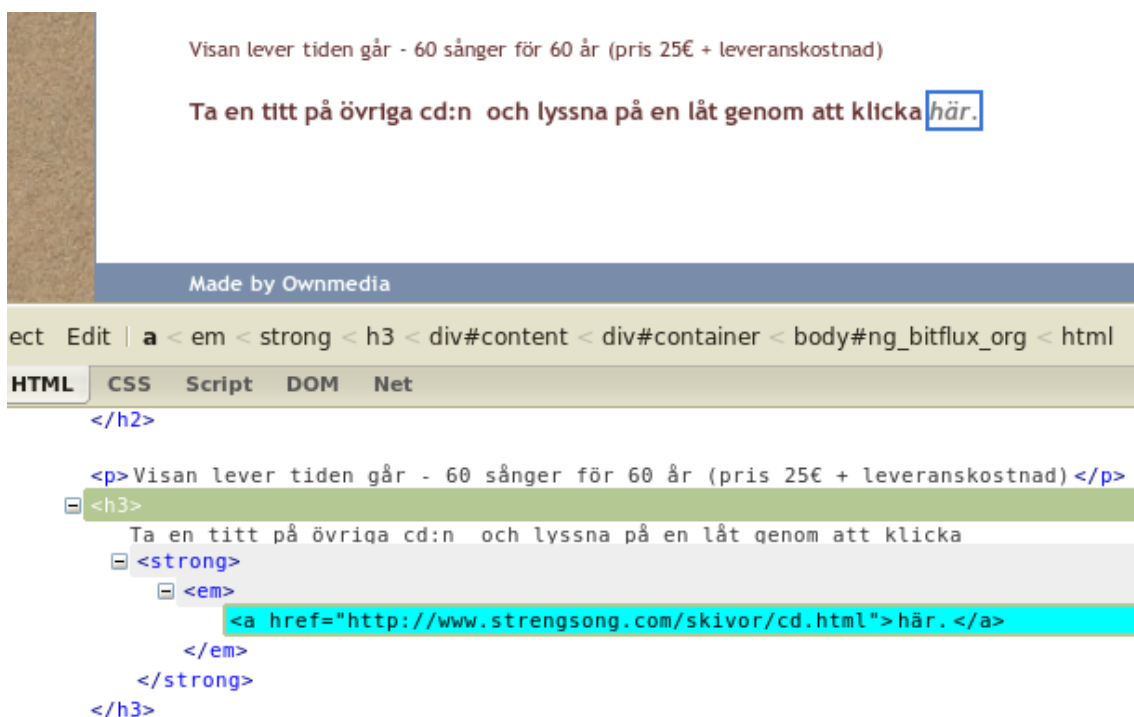 Visan lever tiden går - 60 sånger för 60 år (pris 25€ + leveranskostnad)
Ta en titt på övriga cd:n  och lyssna på en låt genom att klicka här.
Made by Ownmedia
ect Edit | a < em < strong < h3 < div#content < div#container < body#ng_bitflux_org < html
HTML CSS Script DOM Net
</h2>
<p>Visan lever tiden går - 60 sånger för 60 år (pris 25€ + leveranskostnad)</p>
<h3>
Ta en titt på övriga cd:n  och lyssna på en låt genom att klicka
<strong>
<em>
<a href="http://www.strengsong.com/skivor/cd.html">här.</a>
</em>
</strong>
</h3>